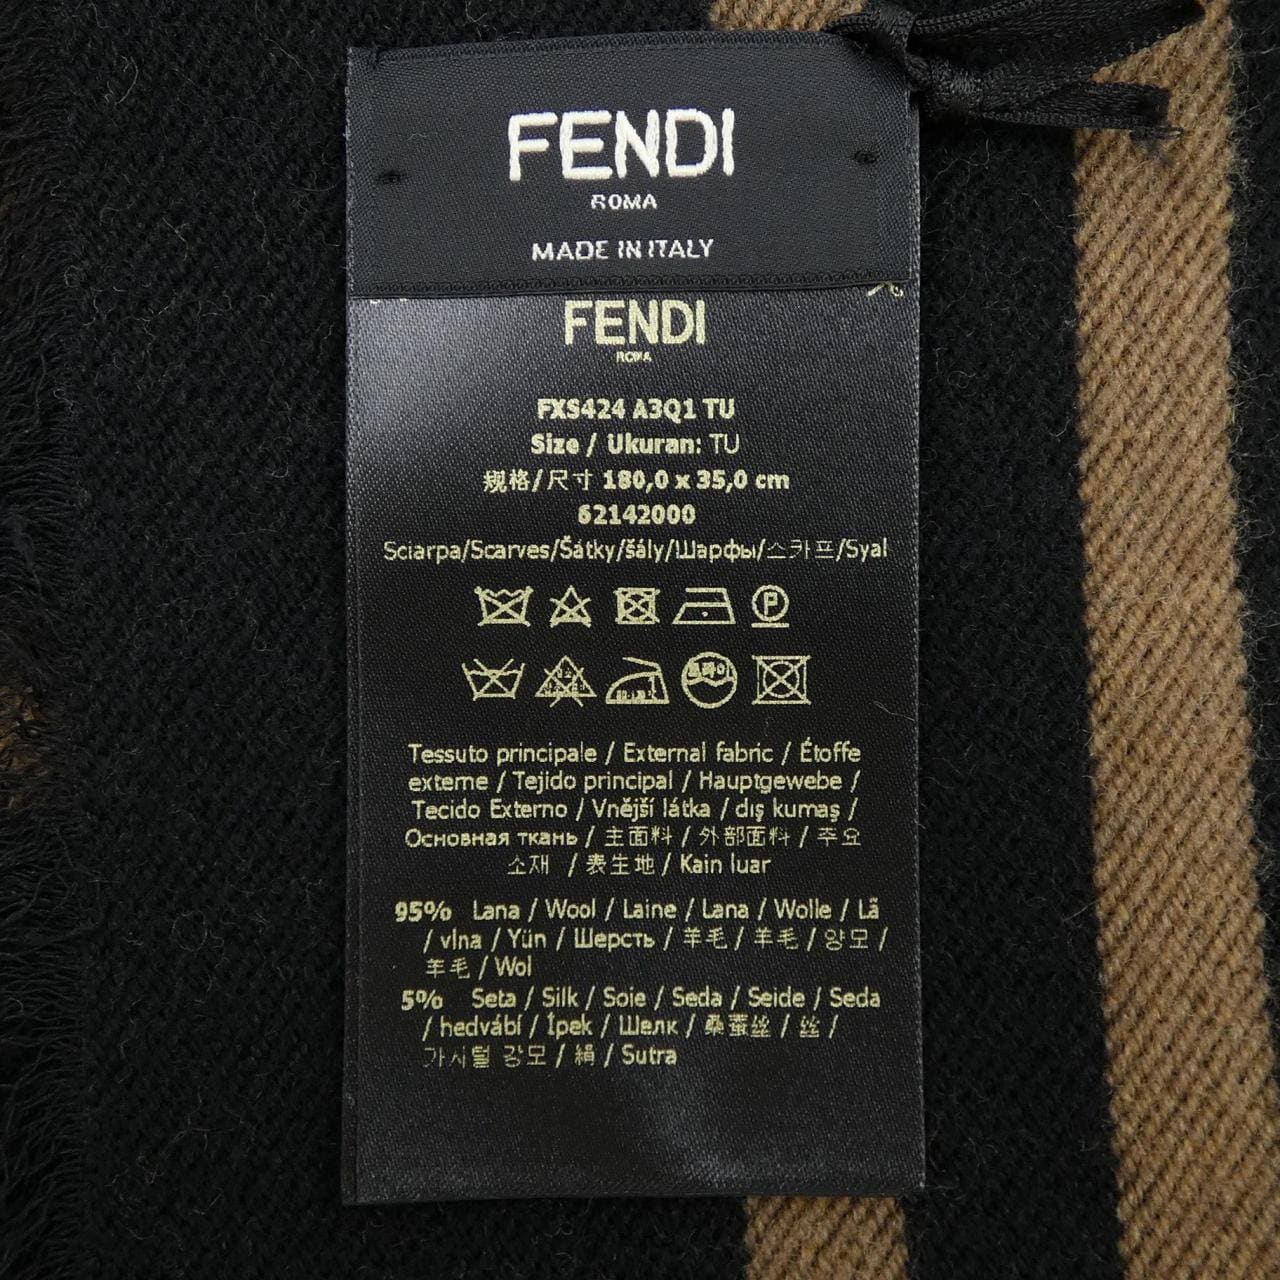 FENDI
ROMA
MADE IN ITALY
FENDI
ROMA
FXS424 A3Q1 TU
Size / Ukuran: TU
规格/尺寸 180,0 x 35,0 cm
62142000
Sciarpa/Scarves/Šátky/šály/Шарфы/스카프/Syal
P
드라이
Tessuto principale / External fabric / Étoffe
externe / Tejido principal / Hauptgewebe /
Tecido Externo / Vnější látka / dış kumaş /
Основная ткань / 主面料 / 外部面料 / 주요
소재 / 表生地 / Kain luar
95% Lana / Wool / Laine / Lana / Wolle / Lã
/ vlna / Yün / Шерсть / 羊毛 / 羊毛 / 양모 /
羊毛 / Wol
5% Seta / Silk / Soie / Seda / Seide / Seda
/ hedvábí / İpek / Шелк / 桑蚕丝 / 丝 /
가시털 강모 / 絹 / Sutra